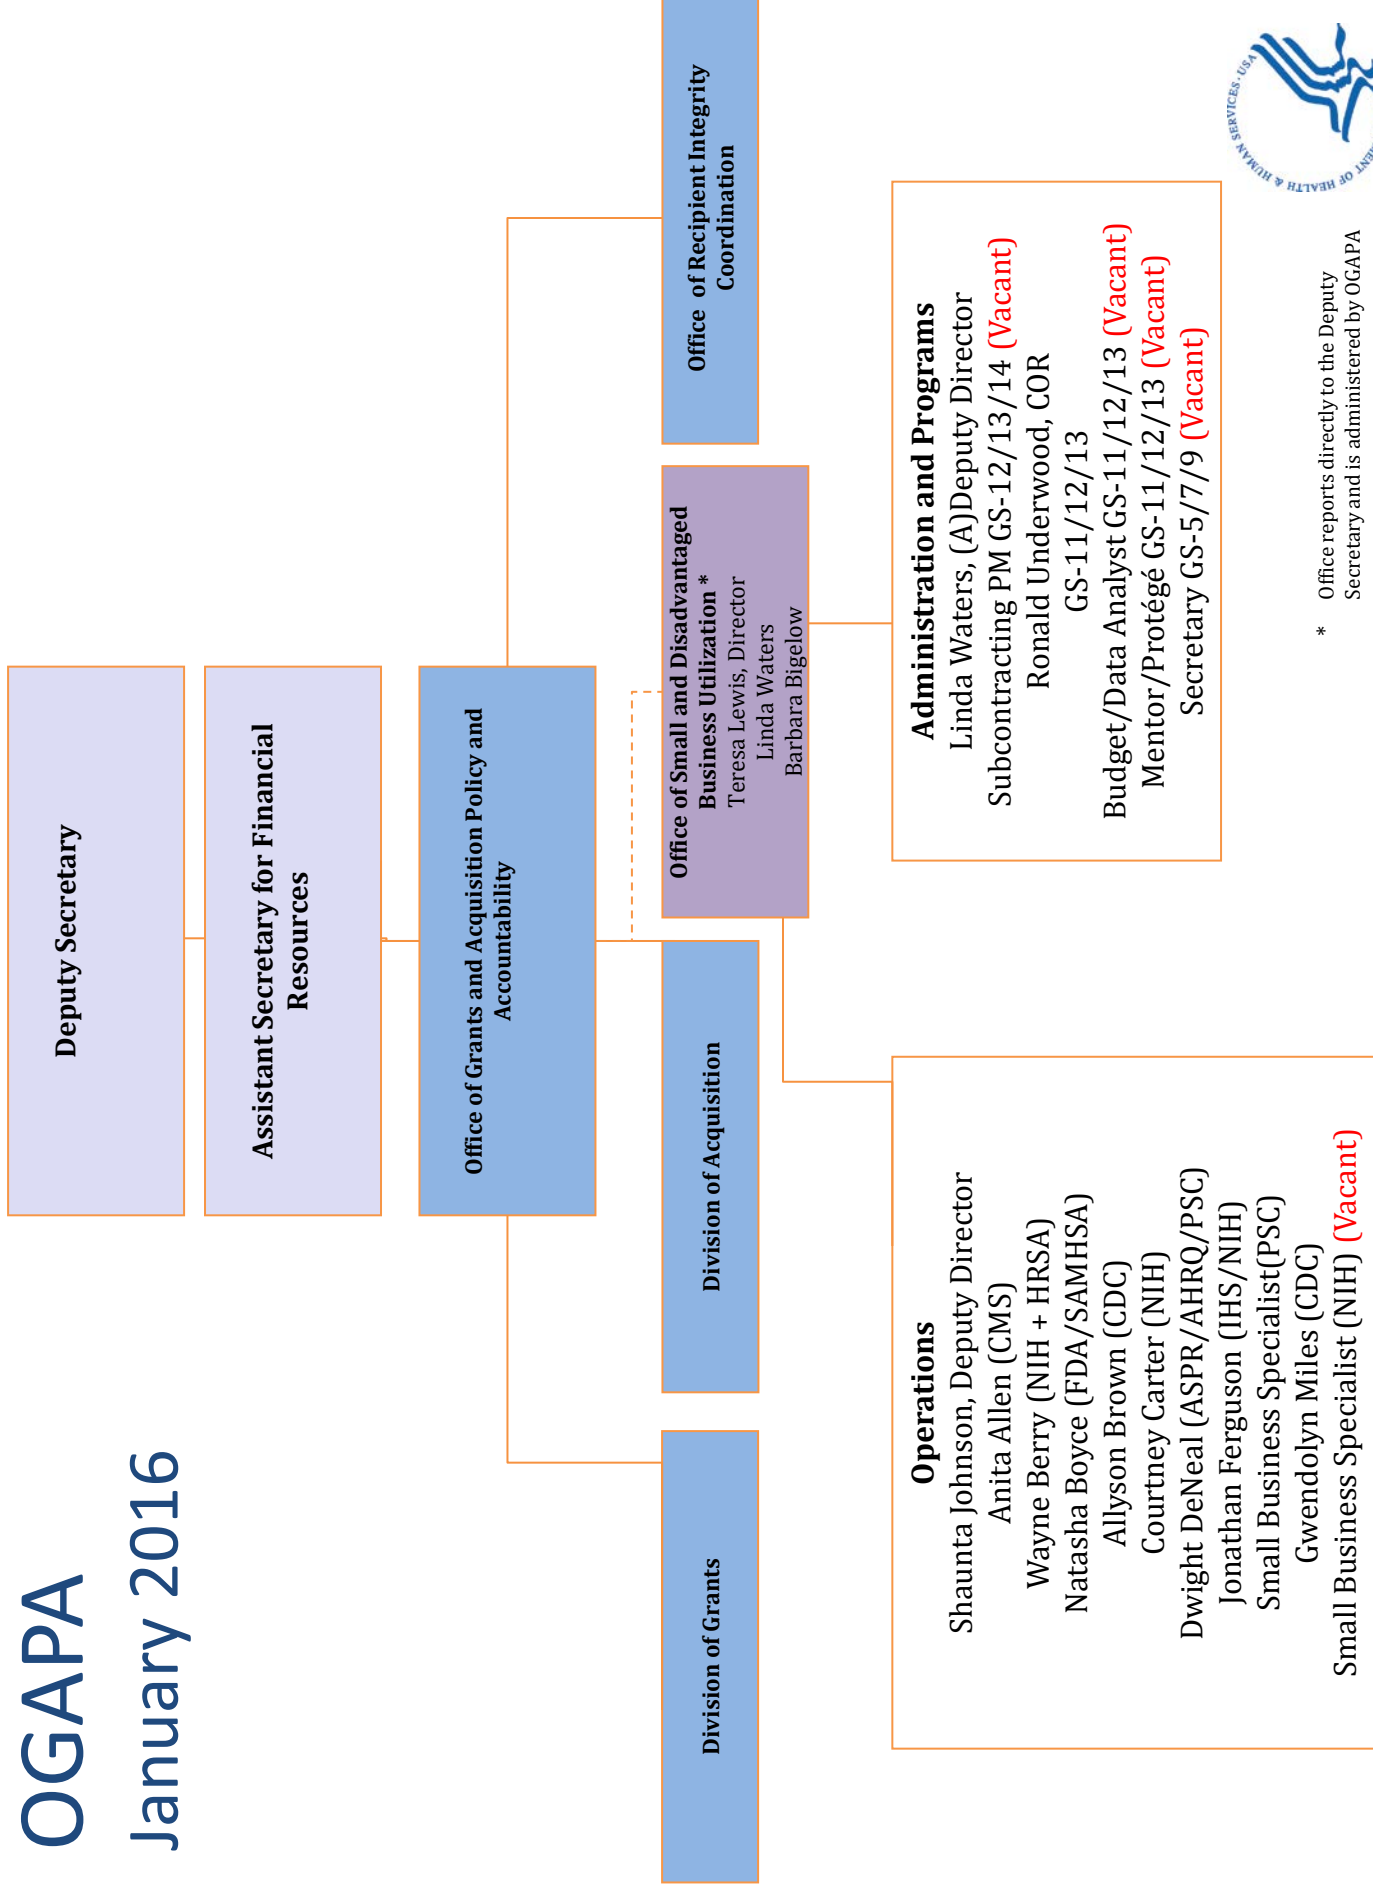 OGAPA
January 2016
Deputy Secretary
Assistant Secretary for Financial
Resources
Office of Grants and Acquisition Policy and
Accountability
Division of Grants
Division of Acquisition
Office of Small and Disadvantaged
Business Utilization *
Teresa Lewis, Director
Linda Waters
Barbara Bigelow
Office of Recipient Integrity
Coordination
Operations
Shaunta Johnson, Deputy Director
Anita Allen (CMS)
Wayne Berry (NIH + HRSA)
Natasha Boyce (FDA/SAMHSA)
Allyson Brown (CDC)
Courtney Carter (NIH)
Dwight DeNeal (ASPR/AHRQ/PSC)
Jonathan Ferguson (IHS/NIH)
Small Business Specialist(PSC)
Gwendolyn Miles (CDC)
Small Business Specialist (NIH) (Vacant)
Administration and Programs
Linda Waters, (A)Deputy Director
Subcontracting PM GS-12/13/14 (Vacant)
Ronald Underwood, COR
GS-11/12/13
Budget/Data Analyst GS-11/12/13 (Vacant)
Mentor/Protégé GS-11/12/13 (Vacant)
Secretary GS-5/7/9 (Vacant)
* Office reports directly to the Deputy
Secretary and is administered by OGAPA
OF HEALTH & HUMAN SERVICES · USA